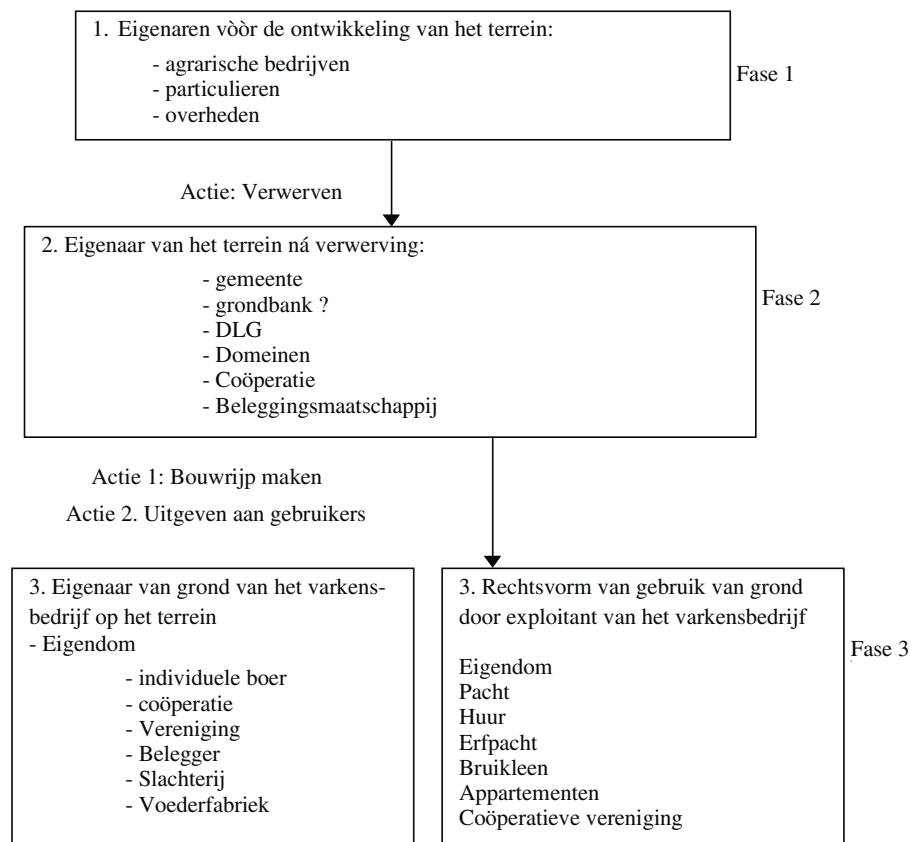 1. Eigenaren vòòr de ontwikkeling van het terrein:
- agrarische bedrijven
- particulieren
- overheden
Fase 1
Actie: Verwerven
2. Eigenaar van het terrein ná verwerving:
- gemeente
- grondbank ?
- DLG
- Domeinen
- Coöperatie
- Beleggingsmaatschappij
Fase 2
Actie 1: Bouwrijp maken
Actie 2. Uitgeven aan gebruikers
3. Eigenaar van grond van het varkens-
bedrijf op het terrein
- Eigendom
- individuele boer
- coöperatie
- Vereniging
- Belegger
- Slachterij
- Voederfabriek
3. Rechtsvorm van gebruik van grond
door exploitant van het varkensbedrijf
Eigendom
Pacht
Huur
Erfpacht
Bruikleen
Appartementen
Coöperatieve vereniging
Fase 3